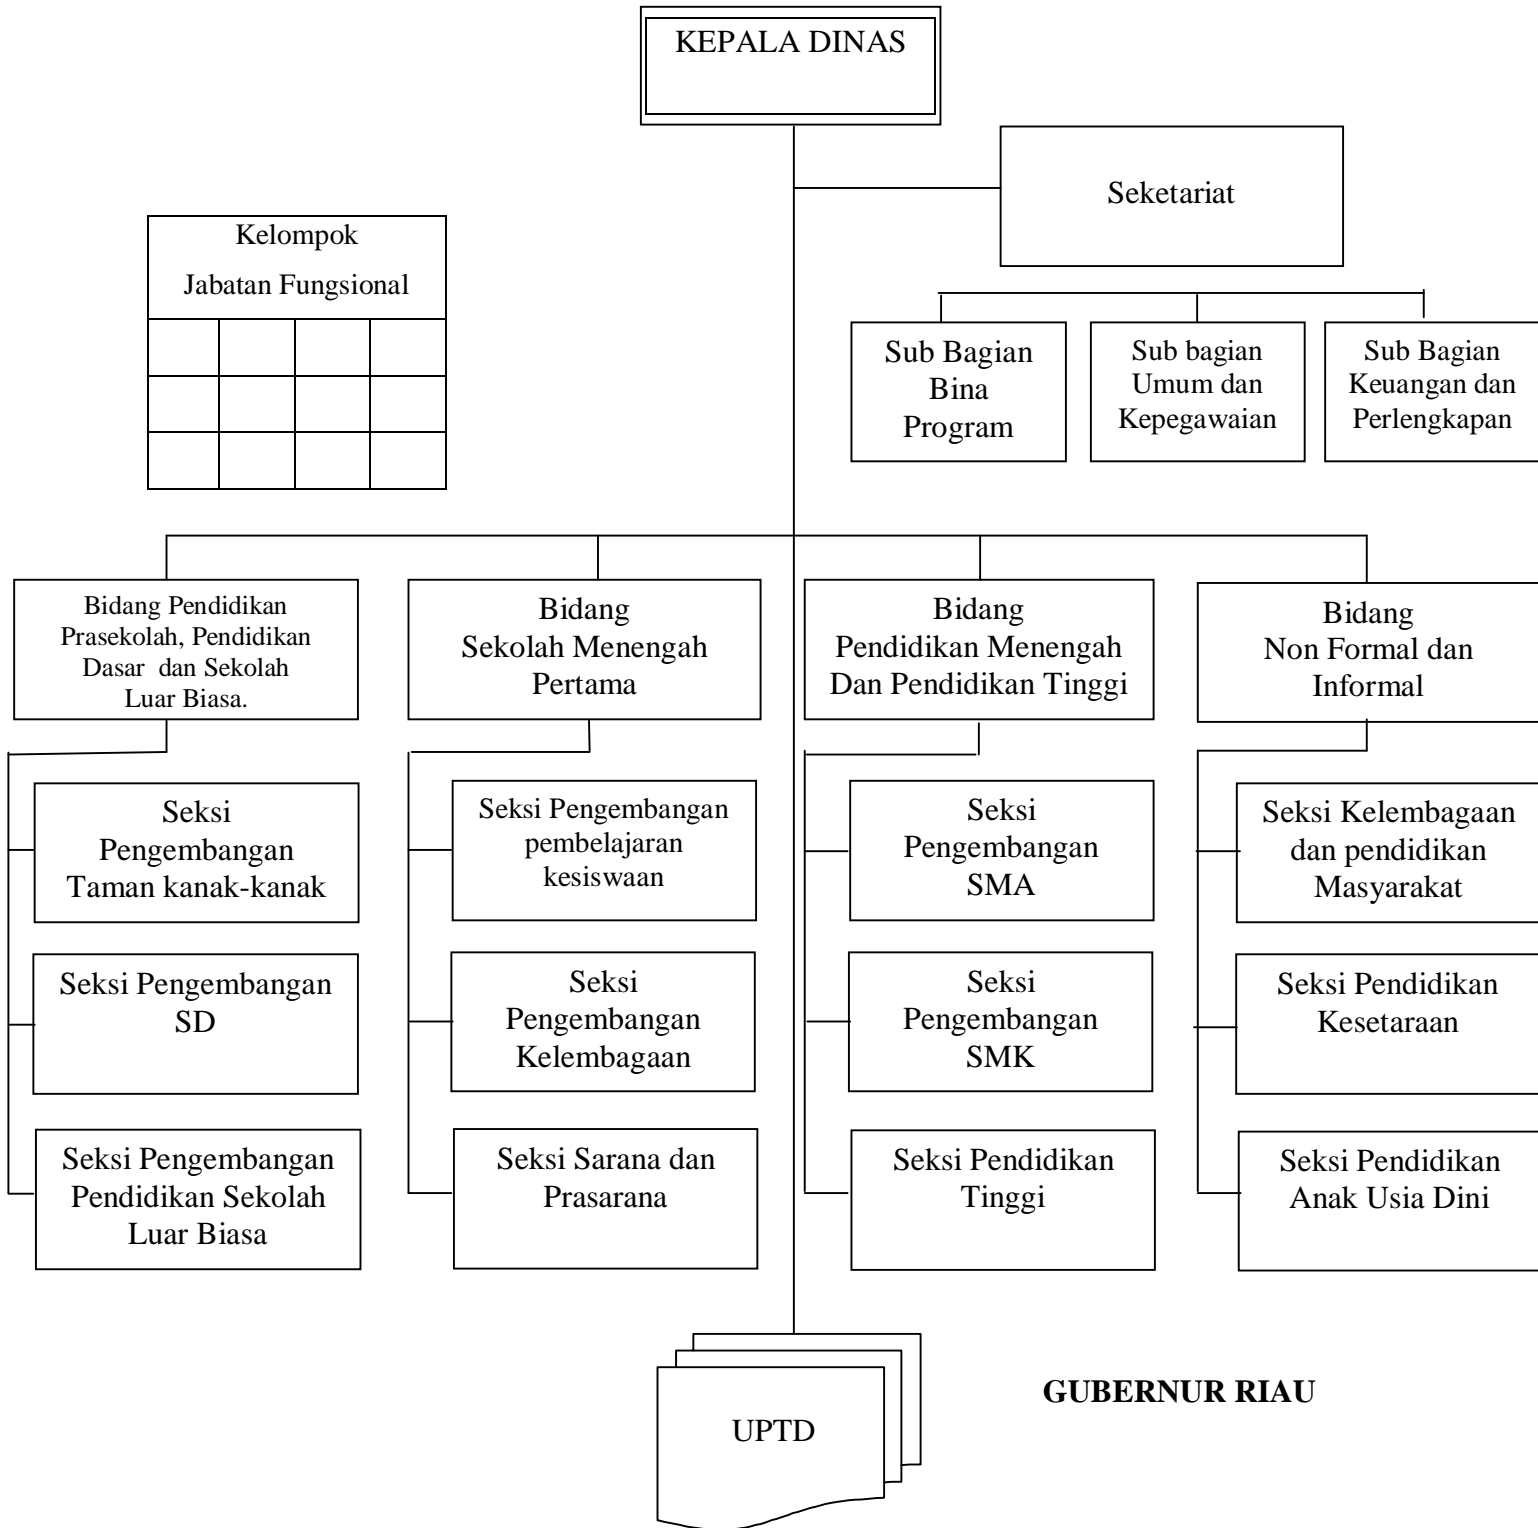 KEPALA DINAS
Seketariat
Kelompok
Jabatan Fungsional
Sub Bagian
Bina
Program
Sub bagian
Umum dan
Kepegawaian
Sub Bagian
Keuangan dan
Perlengkapan
Bidang Pendidikan
Prasekolah, Pendidikan
Dasar dan Sekolah
Luar Biasa.
Bidang
Sekolah Menengah
Pertama
Bidang
Pendidikan Menengah
Dan Pendidikan Tinggi
Bidang
Non Formal dan
Informal
Seksi
Pengembangan
Taman kanak-kanak
Seksi Pengembangan
pembelajaran
kesiswaan
Seksi
Pengembangan
SMA
Seksi Kelembagaan
dan pendidikan
Masyarakat
Seksi Pengembangan
SD
Seksi
Pengembangan
Kelembagaan
Seksi
Pengembangan
SMK
Seksi Pendidikan
Kesetaraan
Seksi Pengembangan
Pendidikan Sekolah
Luar Biasa
Seksi Sarana dan
Prasarana
Seksi Pendidikan
Tinggi
Seksi Pendidikan
Anak Usia Dini
GUBERNUR RIAU
UPTD